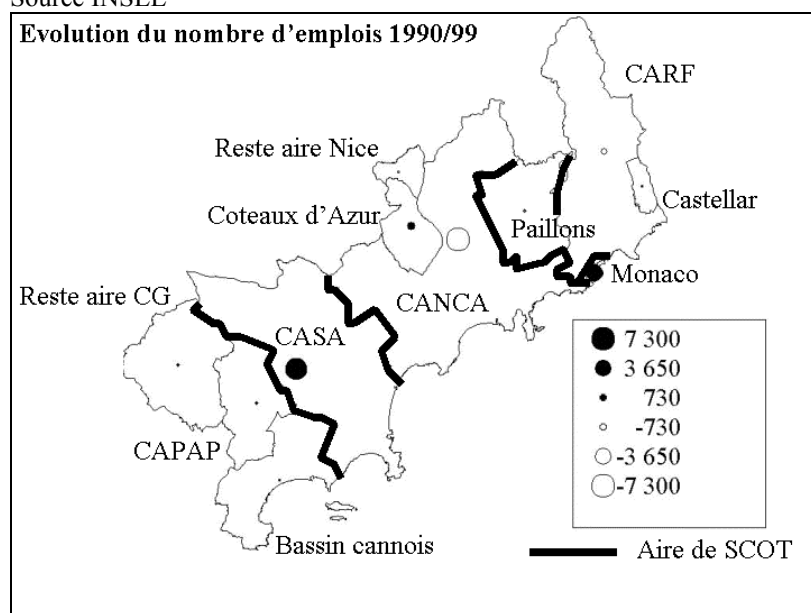 Source INSEE
Evolution du nombre d’emplois 1990/99
CARF
Reste aire Nice
Castellar
Coteaux d’Azur
Paillons
Monaco
Reste aire CG
CANCA
CASA
7 300
3 650
730
-730
-3 650
-7 300
CAPAP
Bassin cannois
Aire de SCOT